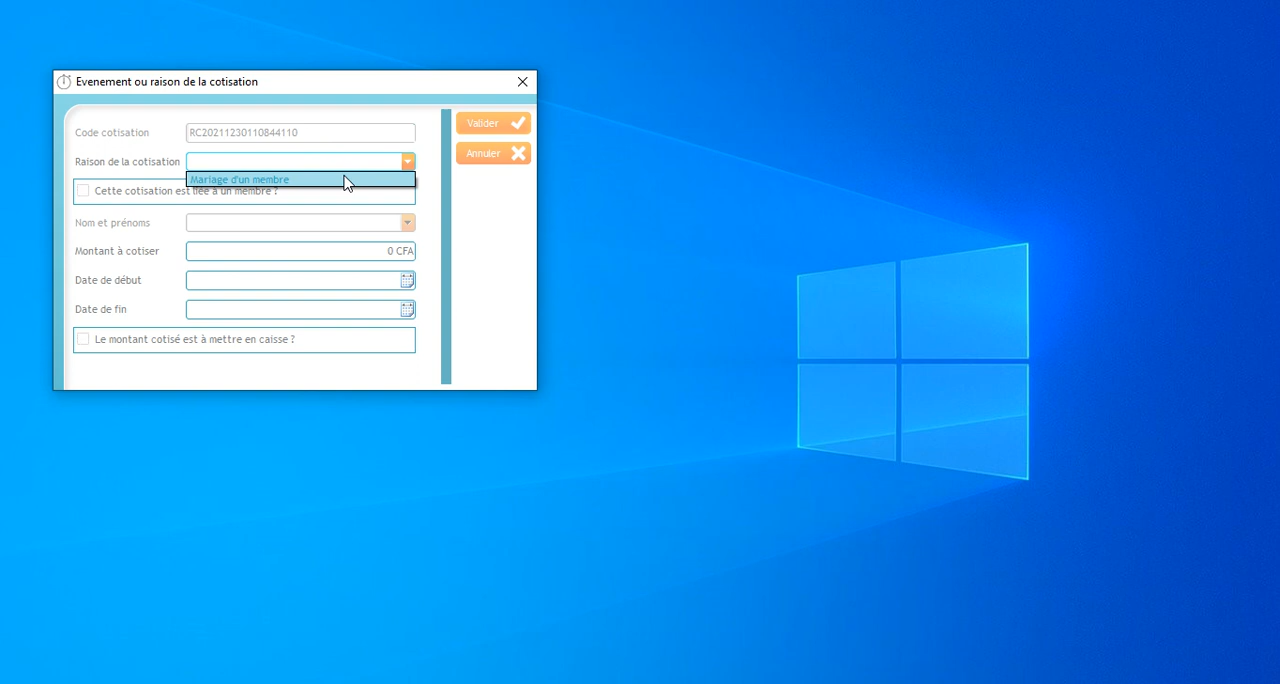 Evenement ou raison de la cotisation
Code cotisation RC20211230110844110
Valider
Raison de la cotisation
Annuler
Mariage d'un membre
Cette cotisation est liée à un membre ?
Nom et prénoms
Montant à cotiser 0 CFA
Date de début
Date de fin
Le montant cotisé est à mettre en caisse ?